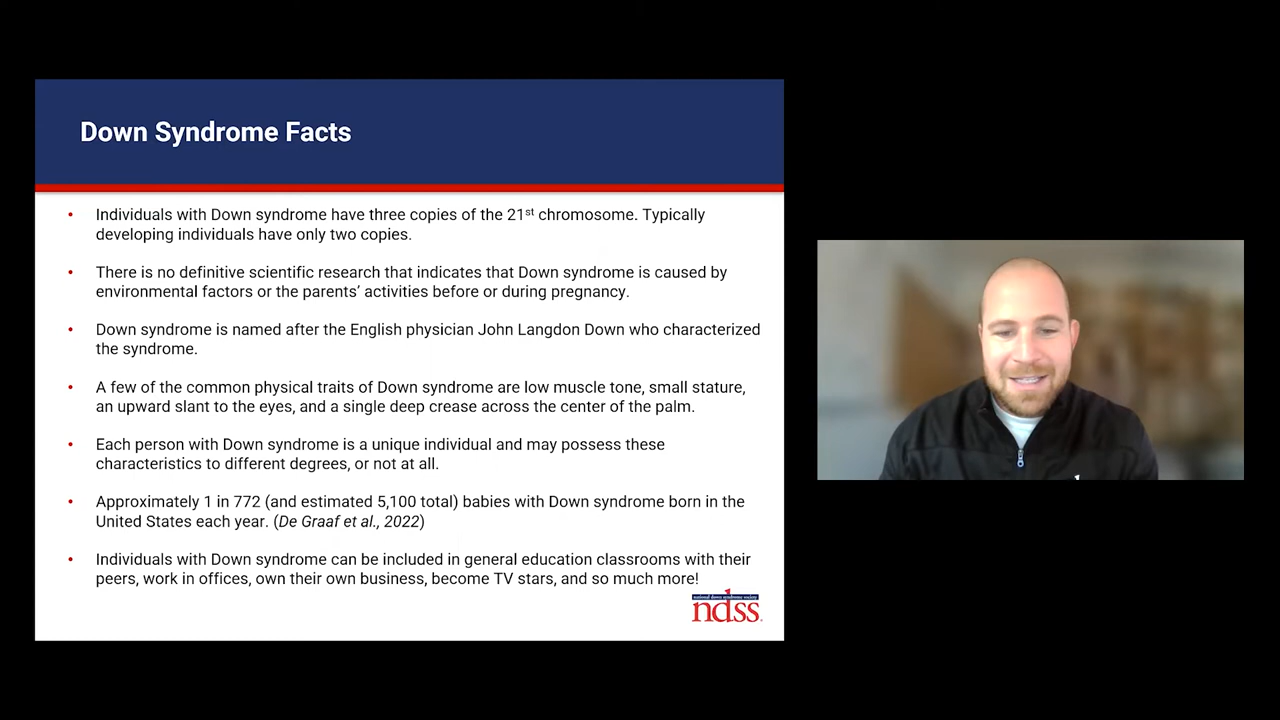 Down Syndrome Facts
• Individuals with Down syndrome have three copies of the 21st chromosome. Typically
developing individuals have only two copies.
• There is no definitive scientific research that indicates that Down syndrome is caused by
environmental factors or the parents’ activities before or during pregnancy.
• Down syndrome is named after the English physician John Langdon Down who characterized
the syndrome.
• A few of the common physical traits of Down syndrome are low muscle tone, small stature,
an upward slant to the eyes, and a single deep crease across the center of the palm.
• Each person with Down syndrome is a unique individual and may possess these
characteristics to different degrees, or not at all.
• Approximately 1 in 772 (and estimated 5,100 total) babies with Down syndrome born in the
United States each year. (De Graaf et al., 2022)
• Individuals with Down syndrome can be included in general education classrooms with their
peers, work in offices, own their own business, become TV stars, and so much more!
national down syndrome society
ndss